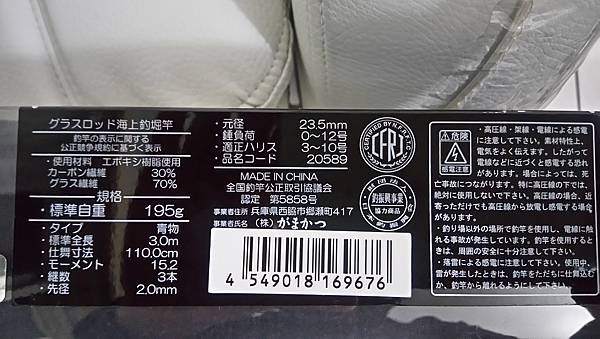 グラスロッド海上釣堀竿
釣竿の表示に関する
公正競争規約に基づく表示
・使用材料 エポキシ樹脂使用
カーボン繊維 30%
グラス繊維 70%
規格
・標準自重 195g
・タイプ 青物
・標準全長 3.0m
・仕舞寸法 110.0cm
・モーメント 15.2
・継数 3本
・先径 2.0mm
・元径 23.5mm
・錘負荷 0〜12号
・適正ハリス 3〜10号
・品名コード 20589
MADE IN CHINA
全国釣竿公正取引協議会
認定 第5858号
事業者住所 兵庫県西脇市郷瀬町417
事業者氏名 (株)がまかつ
4 549018 169676
CFRJ
釣振興事業
協力商品
危険
感電注意
・高圧線・架線・電線による感電
に注意して下さい。素材特性上、
電気をよく伝えます。したがって
電線などに近づくと感電する恐れ
があります。場合によっては、死
亡事故につながります。特に高圧線の下では、
絶対に使用しないで下さい。高圧線の場合、近
寄っただけでも高圧線から放電し感電する場合
があります。
・釣り場以外の場所で釣竿を使用し、電線に触
れる事故が発生しています。釣竿を使用すると
きは、周囲の安全に十分注意して下さい。
・落雷による感電に注意して下さい。使用中、
雷が発生したときは、釣竿をただちに仕舞込む
か、釣竿から離れるようにして下さい。